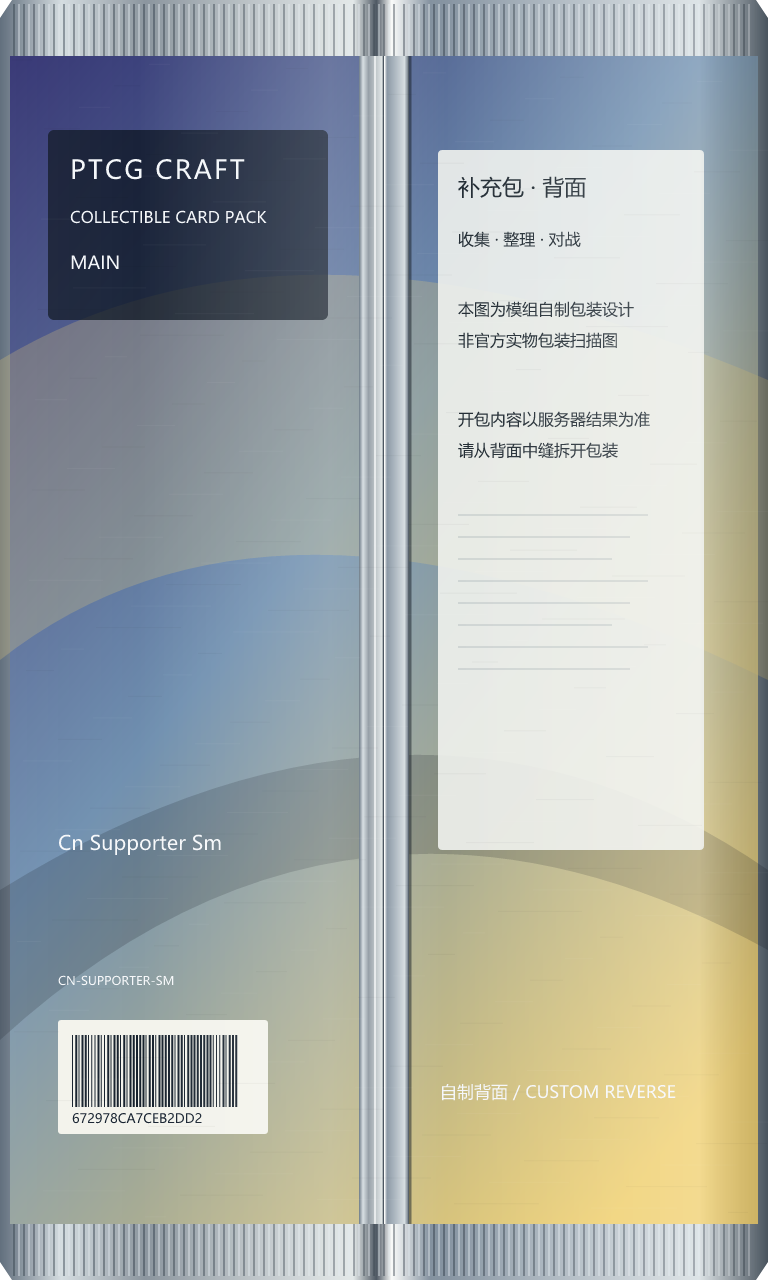 PTCG CRAFT
COLLECTIBLE CARD PACK
MAIN
Cn Supporter Sm
CN-SUPPORTER-SM
672978CA7CEB2DD2
补充包 · 背面
收集 · 整理 · 对战
本图为模组自制包装设计
非官方实物包装扫描图
开包内容以服务器结果为准
请从背面中缝拆开包装
自制背面 / CUSTOM REVERSE